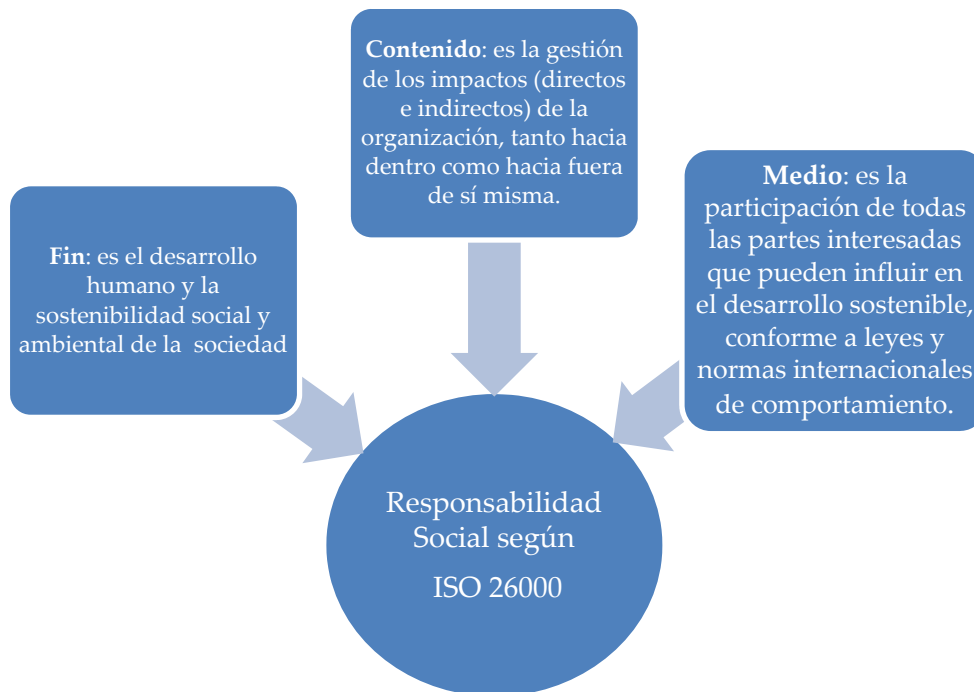 Contenido: es la gestión
de los impactos (directos
e indirectos) de la
organización, tanto hacia
dentro como hacia fuera
de sí misma.
Fin: es el desarrollo
humano y la
sostenibilidad social y
ambiental de la sociedad
Medio: es la
participación de todas
las partes interesadas
que pueden influir en
el desarrollo sostenible,
conforme a leyes y
normas internacionales
de comportamiento.
Responsabilidad
Social según
ISO 26000